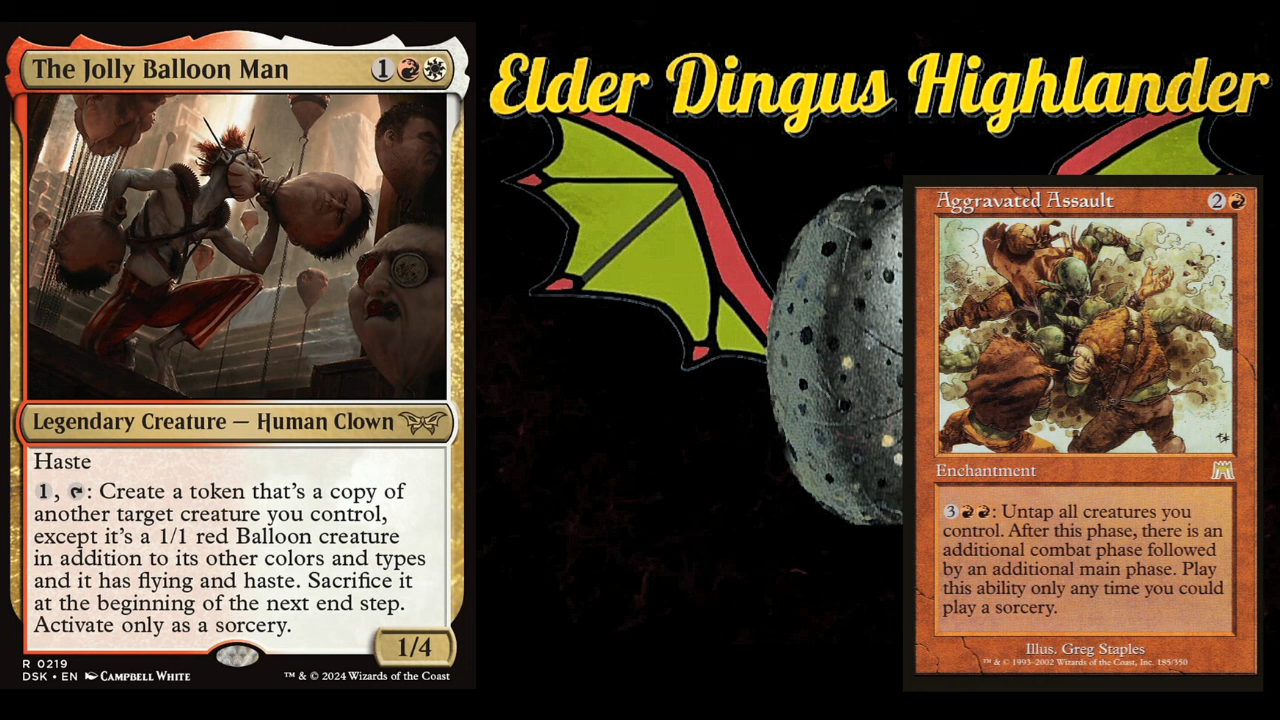 The Jolly Balloon Man 1
Legendary Creature — Human Clown
Haste
1, : Create a token that's a copy of
another target creature you control,
except it's a 1/1 red Balloon creature
in addition to its other colors and types
and it has flying and haste. Sacrifice it
at the beginning of the next end step.
Activate only as a sorcery.
1/4
R 0219
DSK • EN CAMPBELL WHITE
™ & © 2024 Wizards of the Coast
Elder Dingus Highlander
Aggravated Assault 2
Enchantment
3: Untap all creatures you
control. After this phase, there is an
additional combat phase followed
by an additional main phase. Play
this ability only any time you could
play a sorcery.
Illus. Greg Staples
™ & © 1993–2002 Wizards of the Coast, Inc. 195/350